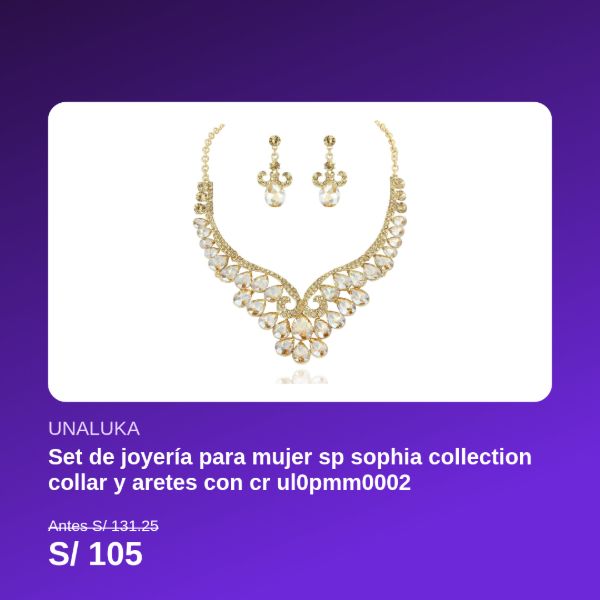 UNALUKA
Set de joyería para mujer sp sophia collection
collar y aretes con cr ul0pmm0002
Antes S/ 131.25
S/ 105